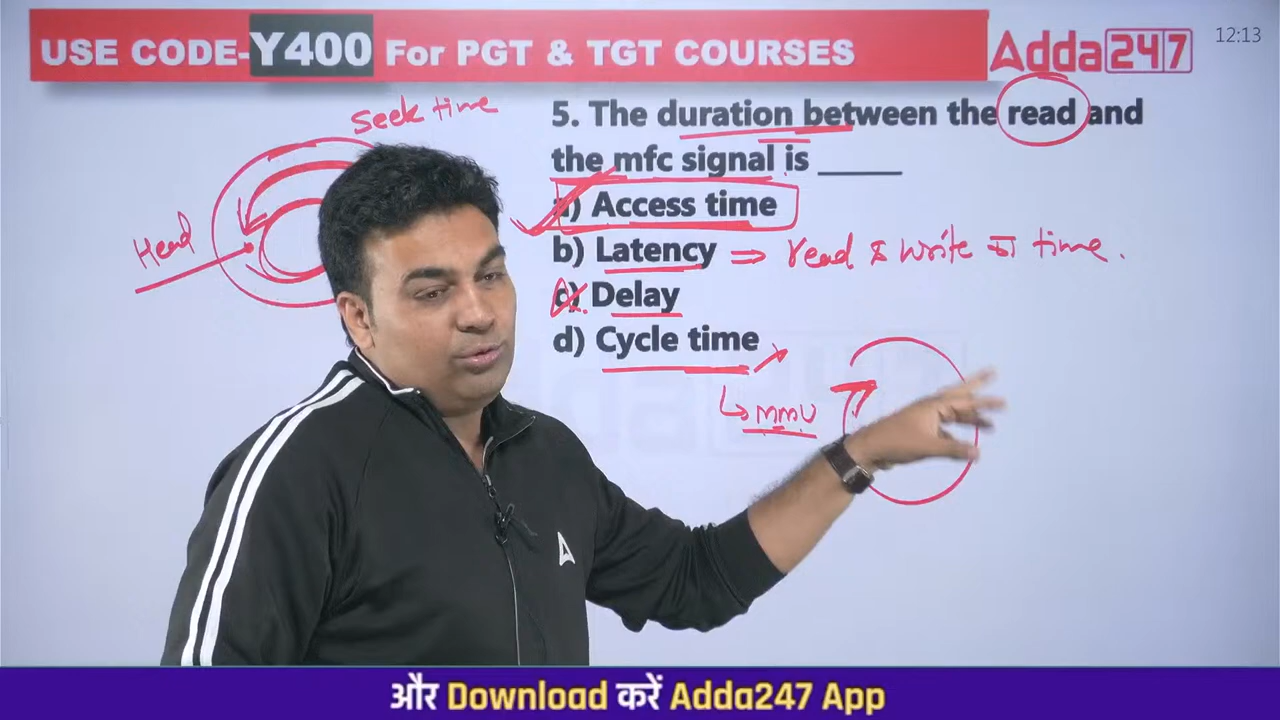 USE CODE-Y400 For PGT & TGT COURSES
Adda247
12:13
Seek time
Head
5. The duration between the read and
the mfc signal is _____
a) Access time
b) Latency ⇒ read & write का time.
c) Delay
d) Cycle time
↳ MMU
और Download करें Adda247 App